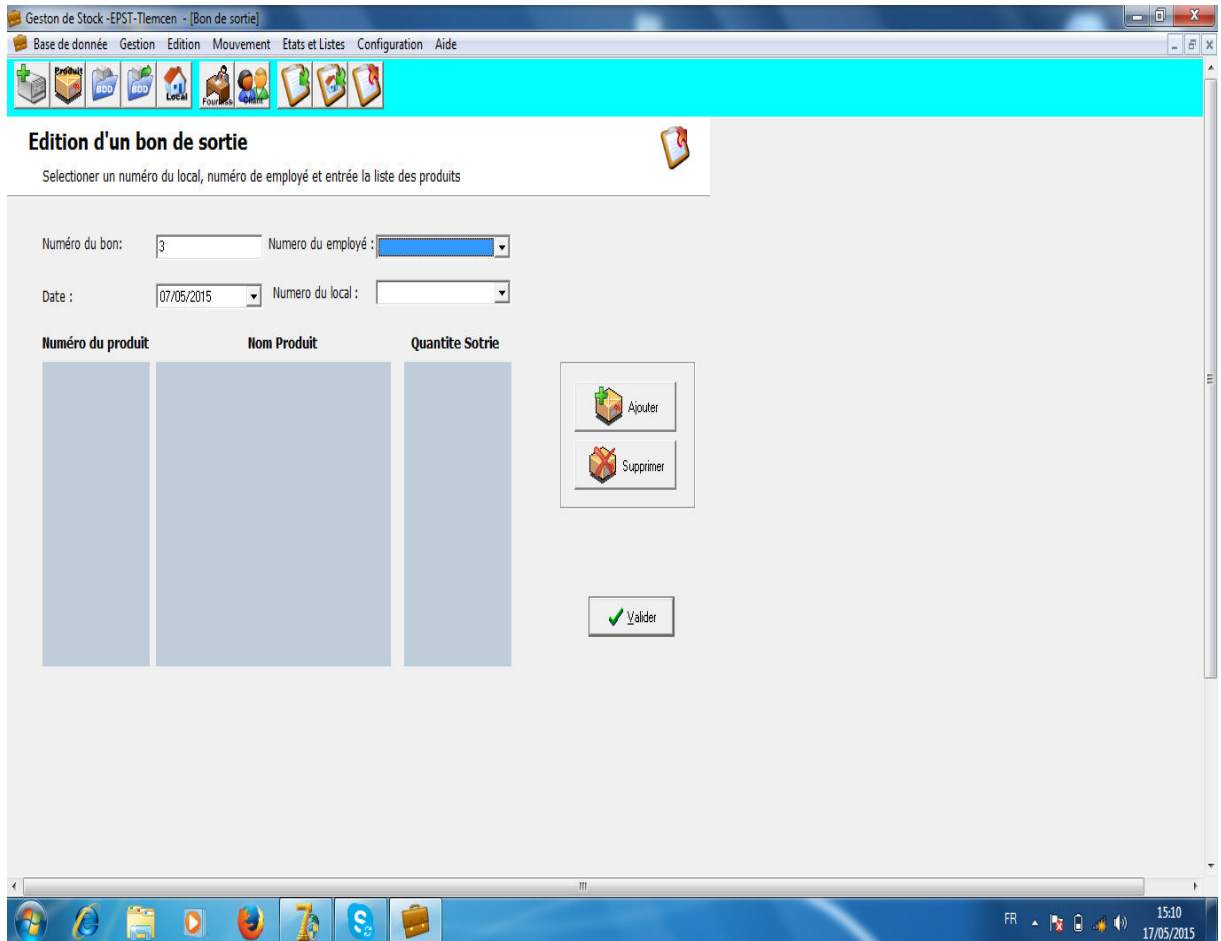 Geston de Stock -EPST-Tlemcen - [Bon de sortie]
Base de donnée Gestion Edition Mouvement Etats et Listes Configuration Aide
Produit BDD BDD Local Fourniss Client
Edition d'un bon de sortie
Selectioner un numéro du local, numéro de employé et entrée la liste des produits
Numéro du bon: 3 Numero du employé :
Date : 07/05/2015 Numero du local :
Numéro du produit Nom Produit Quantite Sotrie
Ajouter
Supprimer
Valider
FR 15:10
17/05/2015